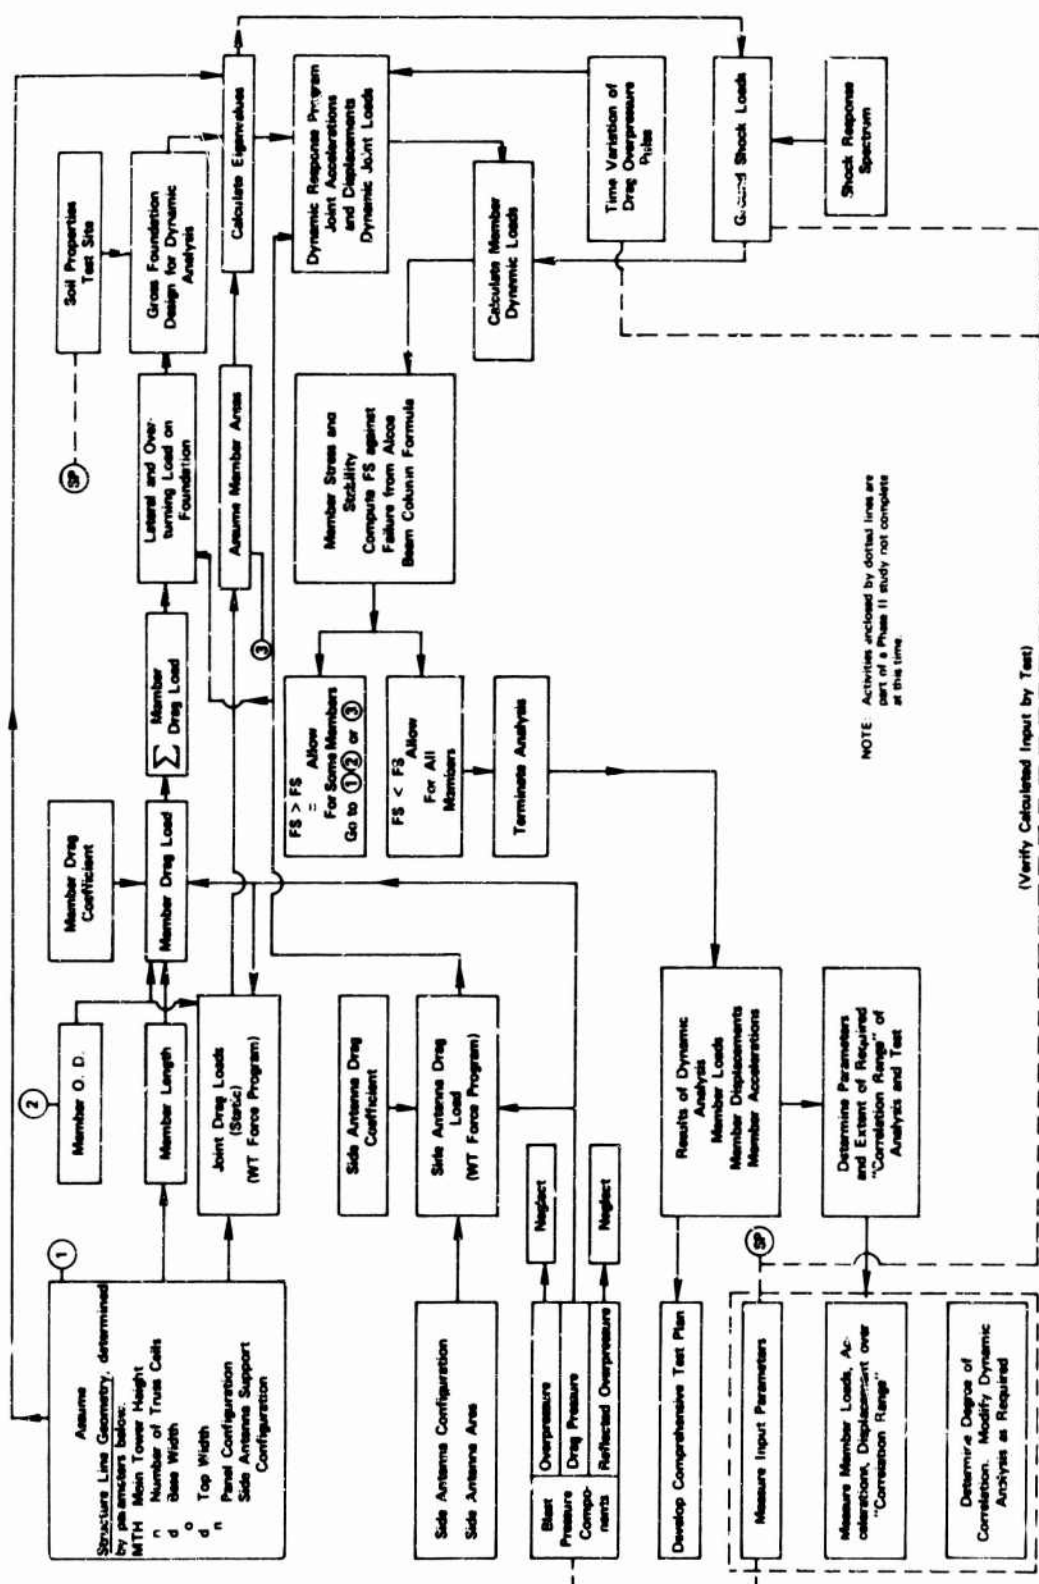 Assume
Structure Line Geometry, determined
by parameters below:
MTH Main Tower Height
n Number of Truss Cells
d Base Width
o
d Top Width
n
Panel Configuration
Side Antenna Support
Configuration
1
2
Member O. D.
Member Length
Joint Drag Loads
(Static)
(WT Force Program)
Member Drag
Coefficient
Member Drag Load
∑ Member
Drag Load
Lateral and Over-
turning Load on
Foundation
SP
Soil Properties
Test Site
Gross Foundation
Design for Dynamic
Analysis
Assume Member Areas
3
Calculate Eigenvalues
Side Antenna Configuration
Side Antenna Area
Side Antenna Drag
Coefficient
Side Antenna Drag
Load
(WT Force Program)
Blast
Pressure
Compo-
nents
Overpressure
Drag Pressure
Reflected Overpressure
Neglect
Neglect
Dynamic Response Program
Joint Accelerations
and Displacements
Dynamic Joint Loads
Time Variation of
Drag Overpressure
Pulse
Ground Shock Loads
Shock Response
Spectrum
Calculate Member
Dynamic Loads
Member Stress and
Stability
Compute FS against
Failure from Alcoa
Beam Column Formula
FS > FS
= Allow
For Some Members
Go to 1 2 or 3
FS < FS
Allow
For All
Members
Terminate Analysis
Results of Dynamic
Analysis
Member Loads
Member Displacements
Member Accelerations
Determine Parameters
and Extent of Required
"Correlation Range" of
Analysis and Test
Develop Comprehensive Test Plan
Measure Input Parameters
SP
Measure Member Loads, Ac-
celerations, Displacement over
"Correlation Range"
Determine Degree of
Correlation. Modify Dynamic
Analysis as Required
NOTE: Activities enclosed by dotted lines are
part of a Phase II study not complete
at this time.
(Verify Calculated Input by Test)